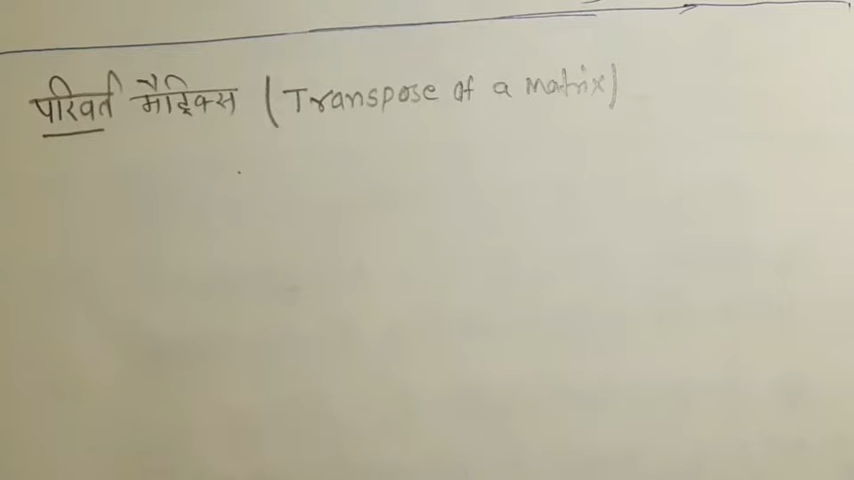 परिवर्त मैट्रिक्स (Transpose of a matrix)